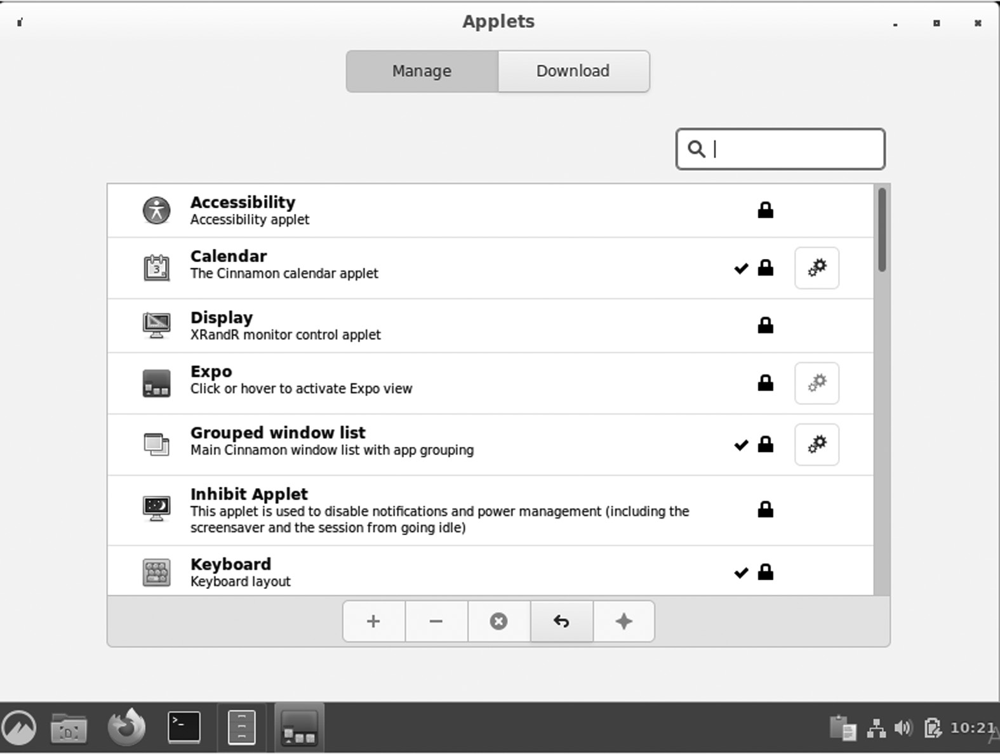 Applets
Manage
Download
Accessibility
Accessibility applet
Calendar
The Cinnamon calendar applet
3
Display
XRandR monitor control applet
Expo
Click or hover to activate Expo view
Grouped window list
Main Cinnamon window list with app grouping
Inhibit Applet
This applet is used to disable notifications and power management (including the
screensaver and the session from going idle)
Keyboard
Keyboard layout
D
>_
10:21